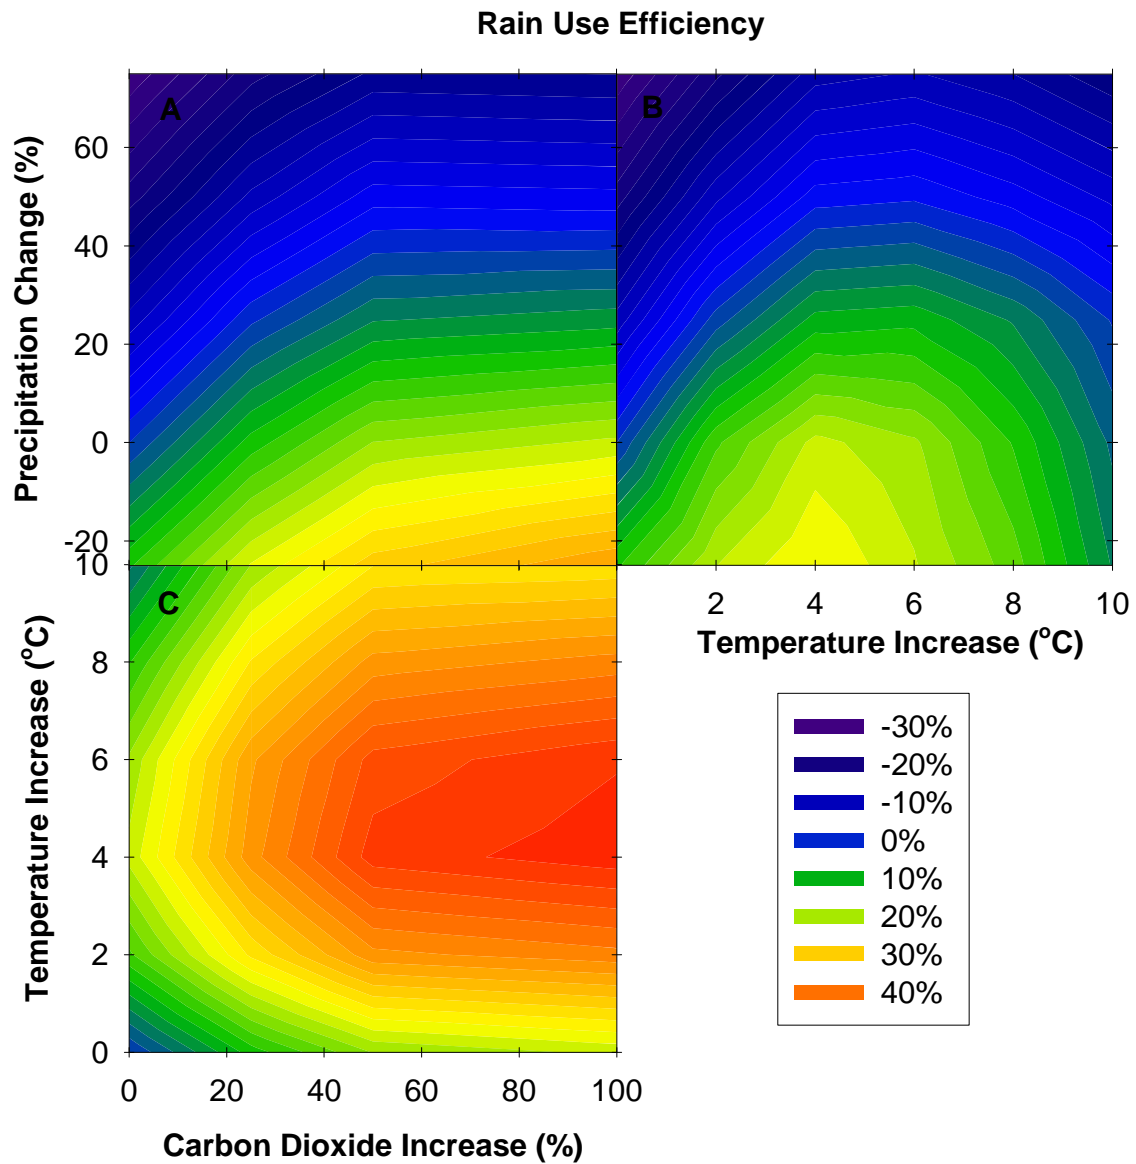 Rain Use Efficiency
A
B
60
40
20
0
-20
Precipitation Change (%)
10
8
6
4
2
0
C
Temperature Increase (°C)
2 4 6 8 10
Temperature Increase (°C)
-30%
-20%
-10%
0%
10%
20%
30%
40%
0 20 40 60 80 100
Carbon Dioxide Increase (%)